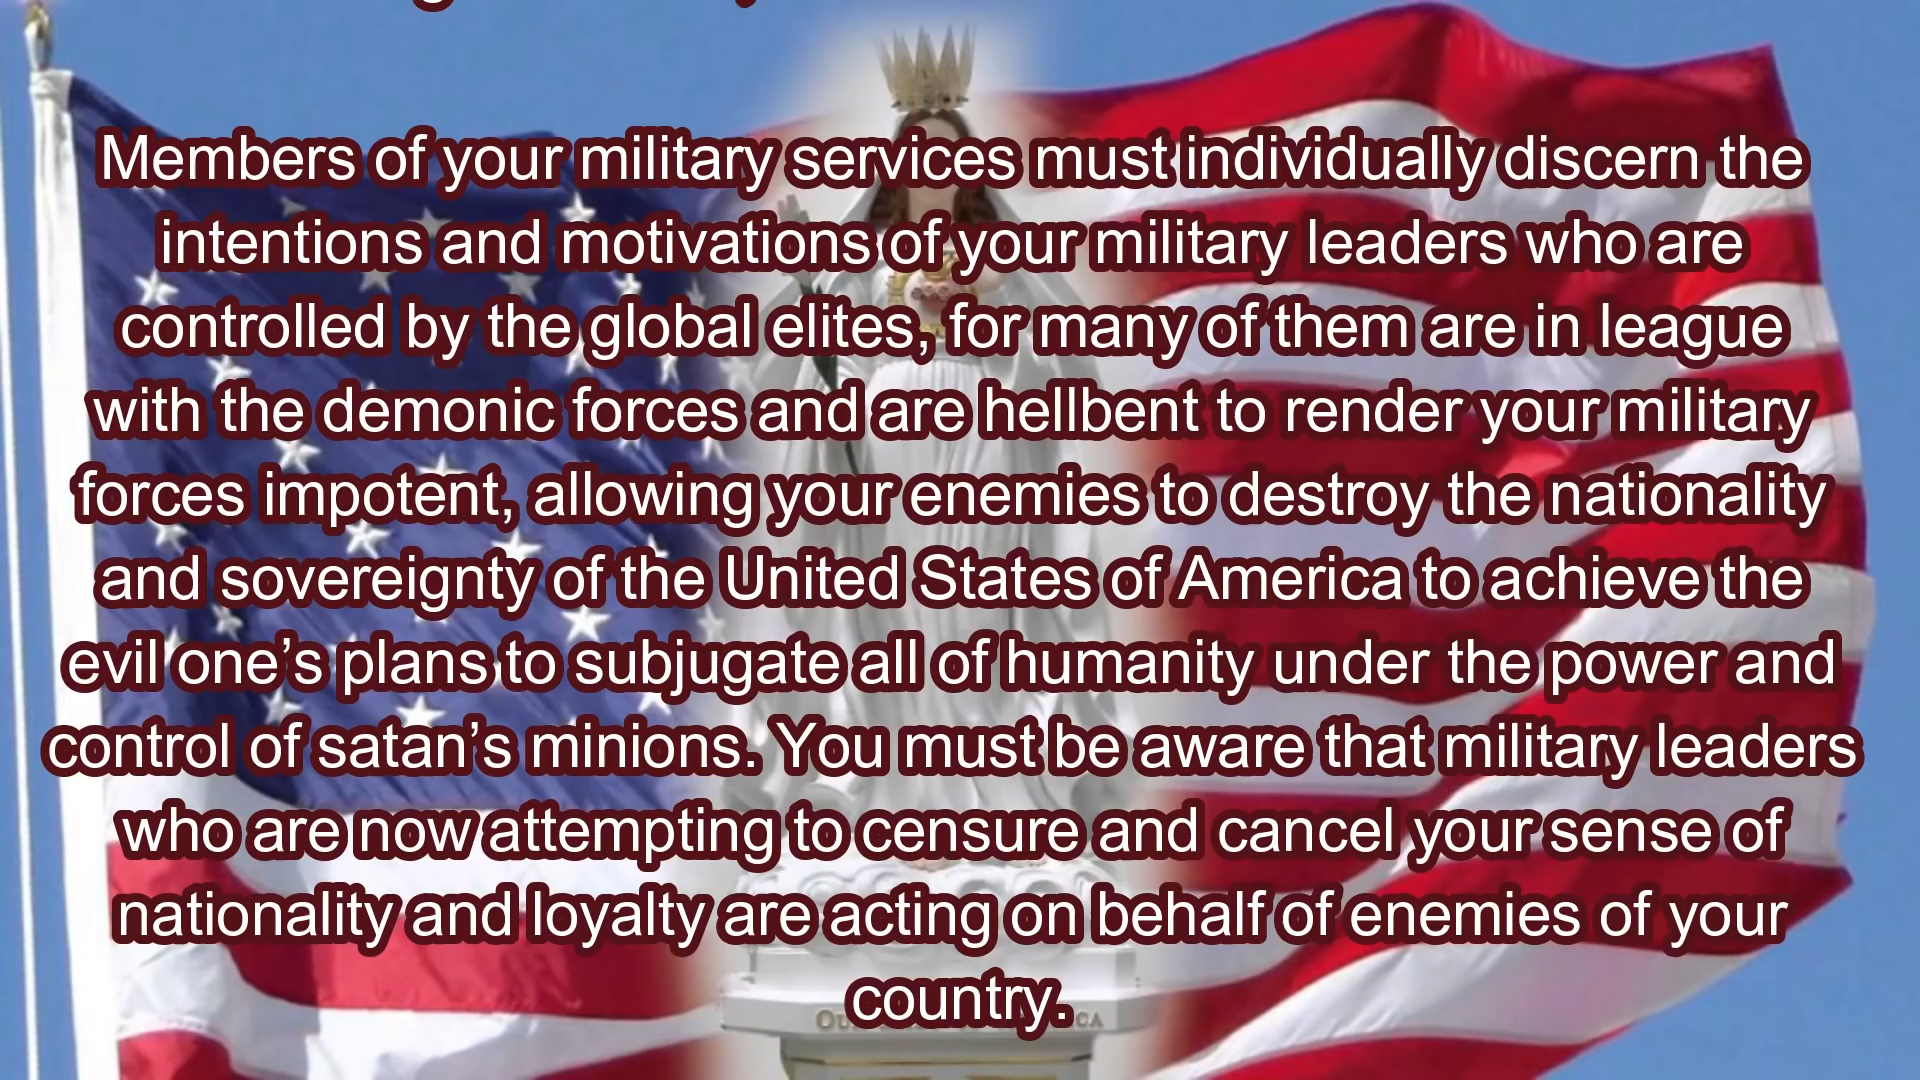 Members of your military services must individually discern the
intentions and motivations of your military leaders who are
controlled by the global elites, for many of them are in league
with the demonic forces and are hellbent to render your military
forces impotent, allowing your enemies to destroy the nationality
and sovereignty of the United States of America to achieve the
evil one’s plans to subjugate all of humanity under the power and
control of satan’s minions. You must be aware that military leaders
who are now attempting to censure and cancel your sense of
nationality and loyalty are acting on behalf of enemies of your
country.